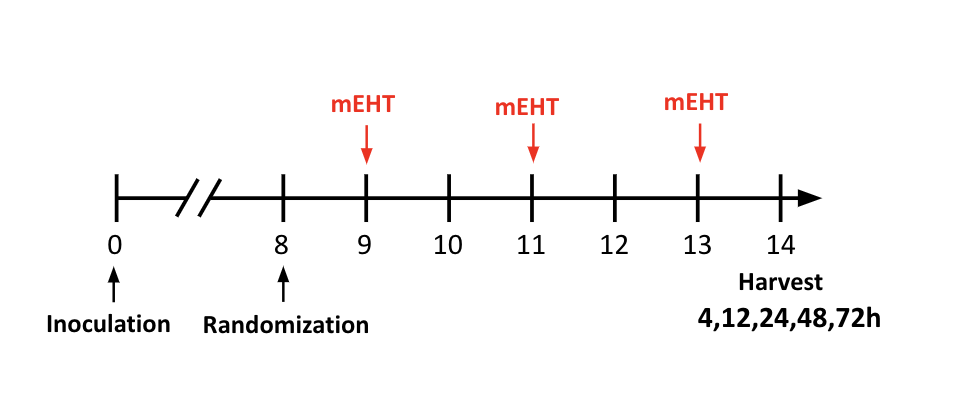 mEHT mEHT mEHT
0 8 9 10 11 12 13 14
Inoculation Randomization Harvest
4,12,24,48,72h